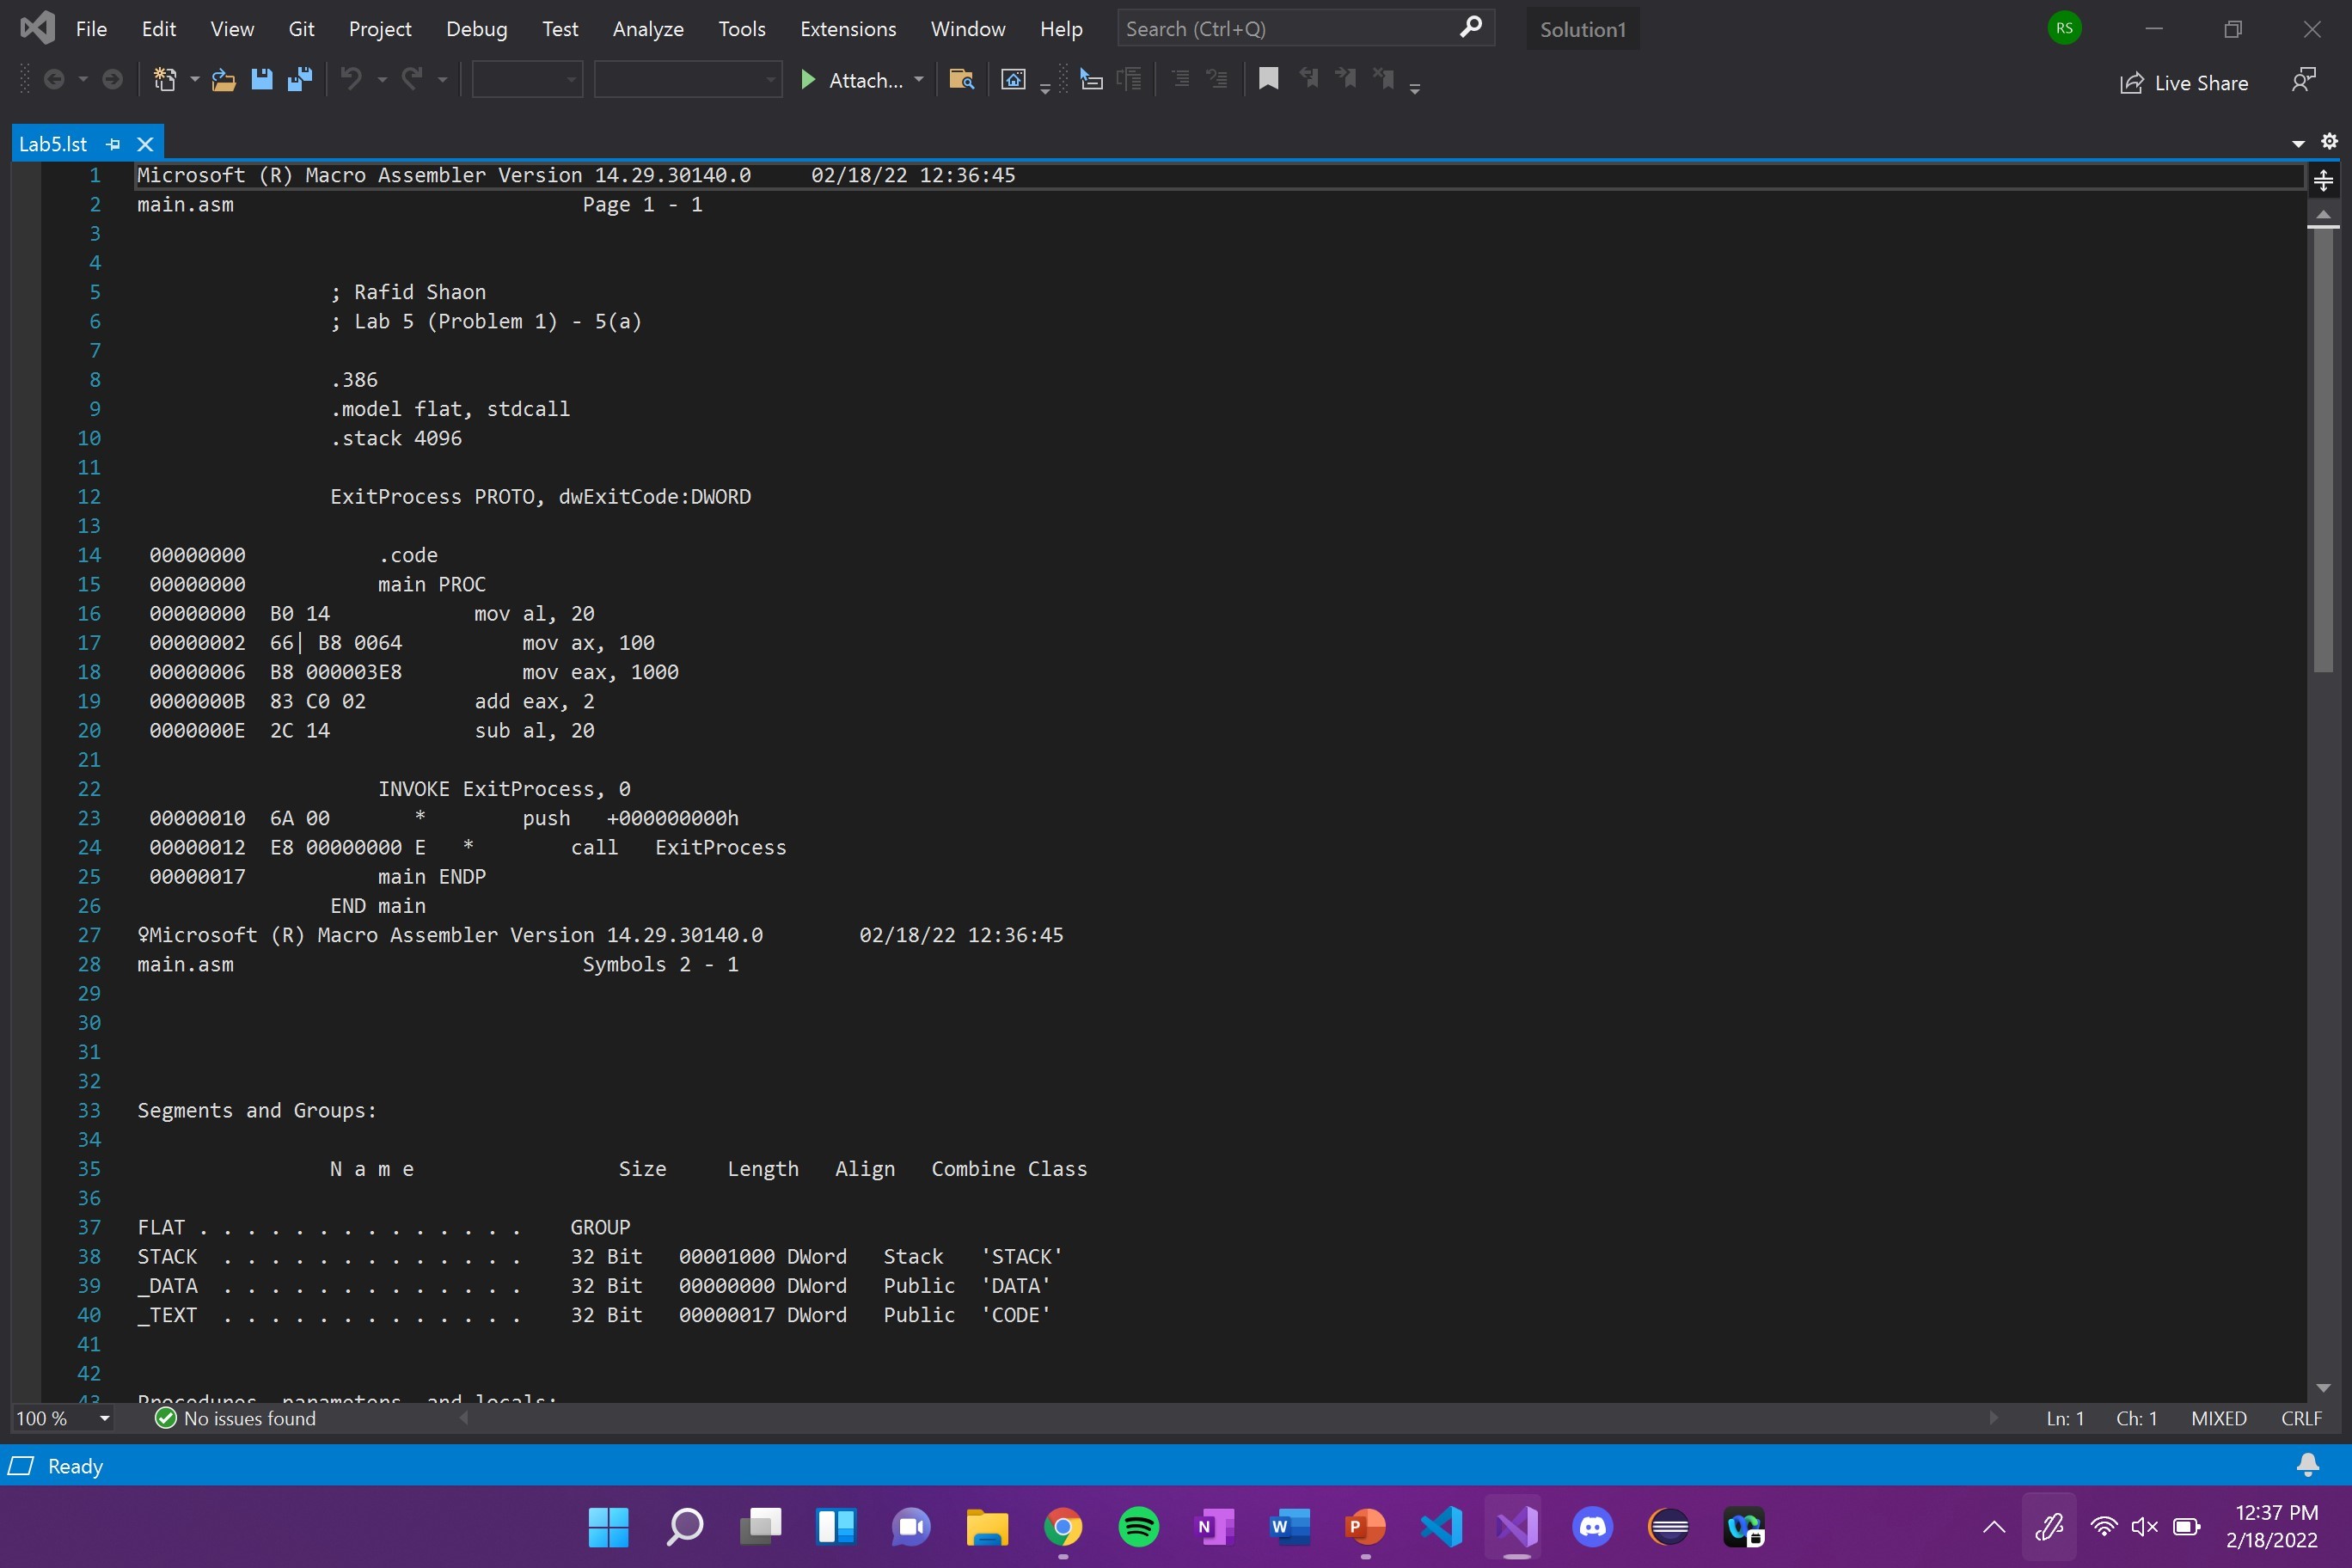 File Edit View Git Project Debug Test Analyze Tools Extensions Window Help Search (Ctrl+Q) Solution1 RS
Attach... Live Share
Lab5.lst
1 Microsoft (R) Macro Assembler Version 14.29.30140.0 02/18/22 12:36:45
2 main.asm Page 1 - 1
3
4
5 ; Rafid Shaon
6 ; Lab 5 (Problem 1) - 5(a)
7
8 .386
9 .model flat, stdcall
10 .stack 4096
11
12 ExitProcess PROTO, dwExitCode:DWORD
13
14 00000000 .code
15 00000000 main PROC
16 00000000 B0 14 mov al, 20
17 00000002 66| B8 0064 mov ax, 100
18 00000006 B8 000003E8 mov eax, 1000
19 0000000B 83 C0 02 add eax, 2
20 0000000E 2C 14 sub al, 20
21
22 INVOKE ExitProcess, 0
23 00000010 6A 00 * push +000000000h
24 00000012 E8 00000000 E * call ExitProcess
25 00000017 main ENDP
26 END main
27 ♀Microsoft (R) Macro Assembler Version 14.29.30140.0 02/18/22 12:36:45
28 main.asm Symbols 2 - 1
29
30
31
32
33 Segments and Groups:
34
35 N a m e Size Length Align Combine Class
36
37 FLAT . . . . . . . . . . . . . . GROUP
38 STACK . . . . . . . . . . . . . 32 Bit 00001000 DWord Stack 'STACK'
39 _DATA . . . . . . . . . . . . . 32 Bit 00000000 DWord Public 'DATA'
40 _TEXT . . . . . . . . . . . . . 32 Bit 00000017 DWord Public 'CODE'
41
42
43 Procedures, parameters, and locals:
100 % No issues found Ln: 1 Ch: 1 MIXED CRLF
Ready
N W P
12:37 PM
2/18/2022